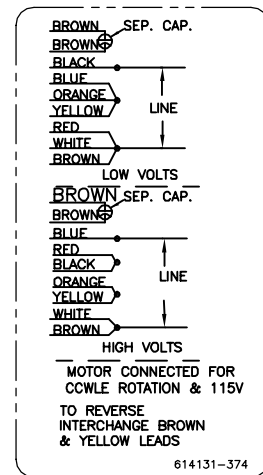 BROWN SEP. CAP.
BROWN
BLACK
BLUE
ORANGE LINE
YELLOW
RED
WHITE
BROWN
LOW VOLTS
BROWN SEP. CAP.
BROWN
BLUE
RED
BLACK LINE
ORANGE
YELLOW
WHITE
BROWN
HIGH VOLTS
MOTOR CONNECTED FOR
CCWLE ROTATION & 115V
TO REVERSE
INTERCHANGE BROWN
& YELLOW LEADS
614131-374